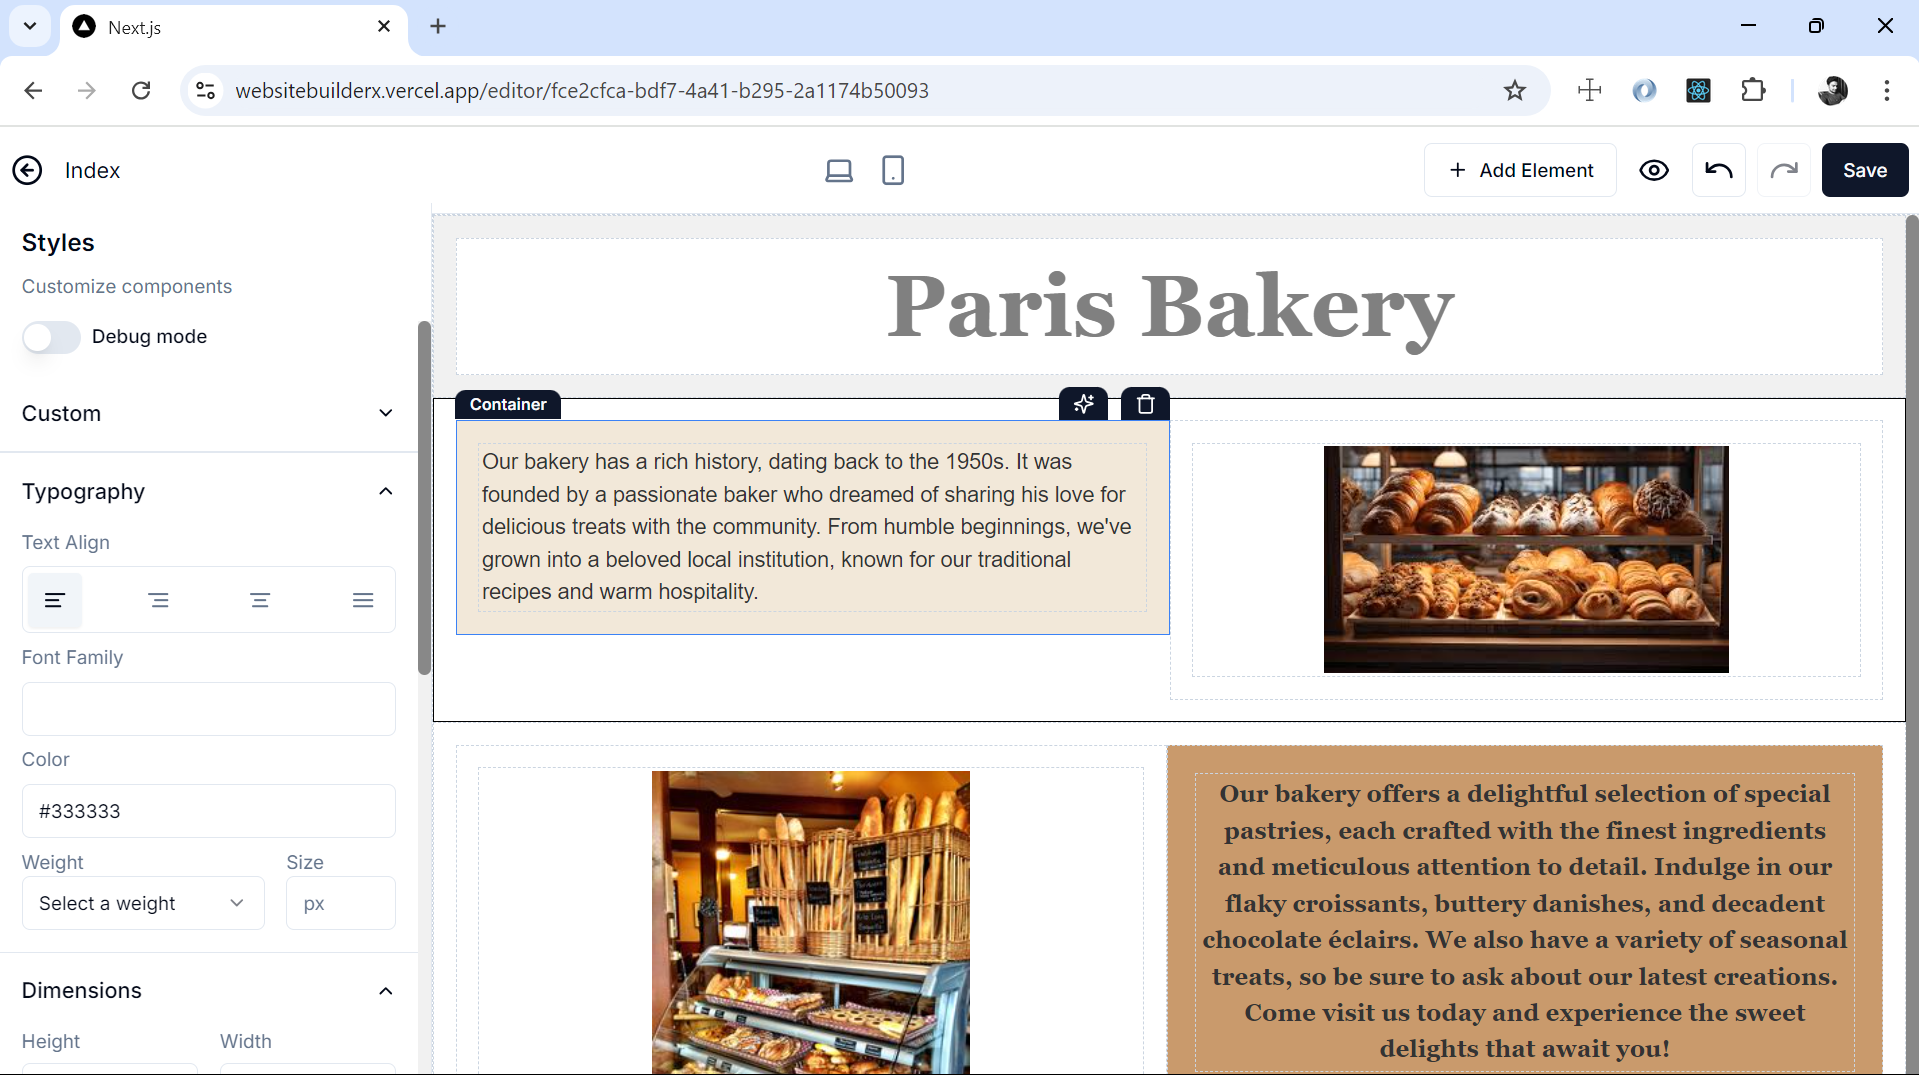 Next.js
websitebuilderx.vercel.app/editor/fce2cfca-bdf7-4a41-b295-2a1174b50093
Index
Add Element
Save
Styles
Customize components
Debug mode
Custom
Typography
Text Align
Font Family
Color
#333333
Weight
Size
Select a weight
px
Dimensions
Height
Width
Paris Bakery
Container
Our bakery has a rich history, dating back to the 1950s. It was
founded by a passionate baker who dreamed of sharing his love for
delicious treats with the community. From humble beginnings, we've
grown into a beloved local institution, known for our traditional
recipes and warm hospitality.
Our bakery offers a delightful selection of special
pastries, each crafted with the finest ingredients
and meticulous attention to detail. Indulge in our
flaky croissants, buttery danishes, and decadent
chocolate éclairs. We also have a variety of seasonal
treats, so be sure to ask about our latest creations.
Come visit us today and experience the sweet
delights that await you!